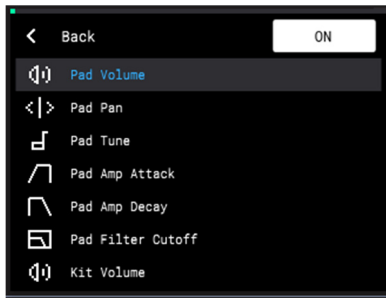 Back
ON
Pad Volume
Pad Pan
Pad Tune
Pad Amp Attack
Pad Amp Decay
Pad Filter Cutoff
Kit Volume